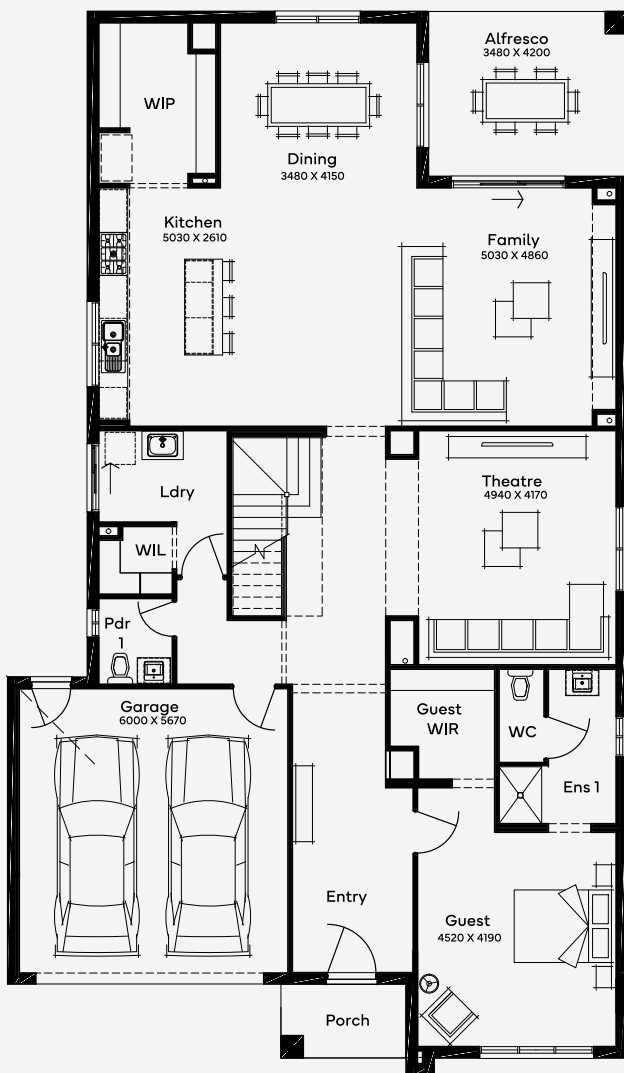 Alfresco
3480 X 4200
WIP
Dining
3480 X 4150
Kitchen
5030 X 2610
Family
5030 X 4860
Theatre
4940 X 4170
Ldry
WIL
Pdr
1
Garage
6000 X 5670
Guest
WIR
WC
Ens 1
Entry
Guest
4520 X 4190
Porch